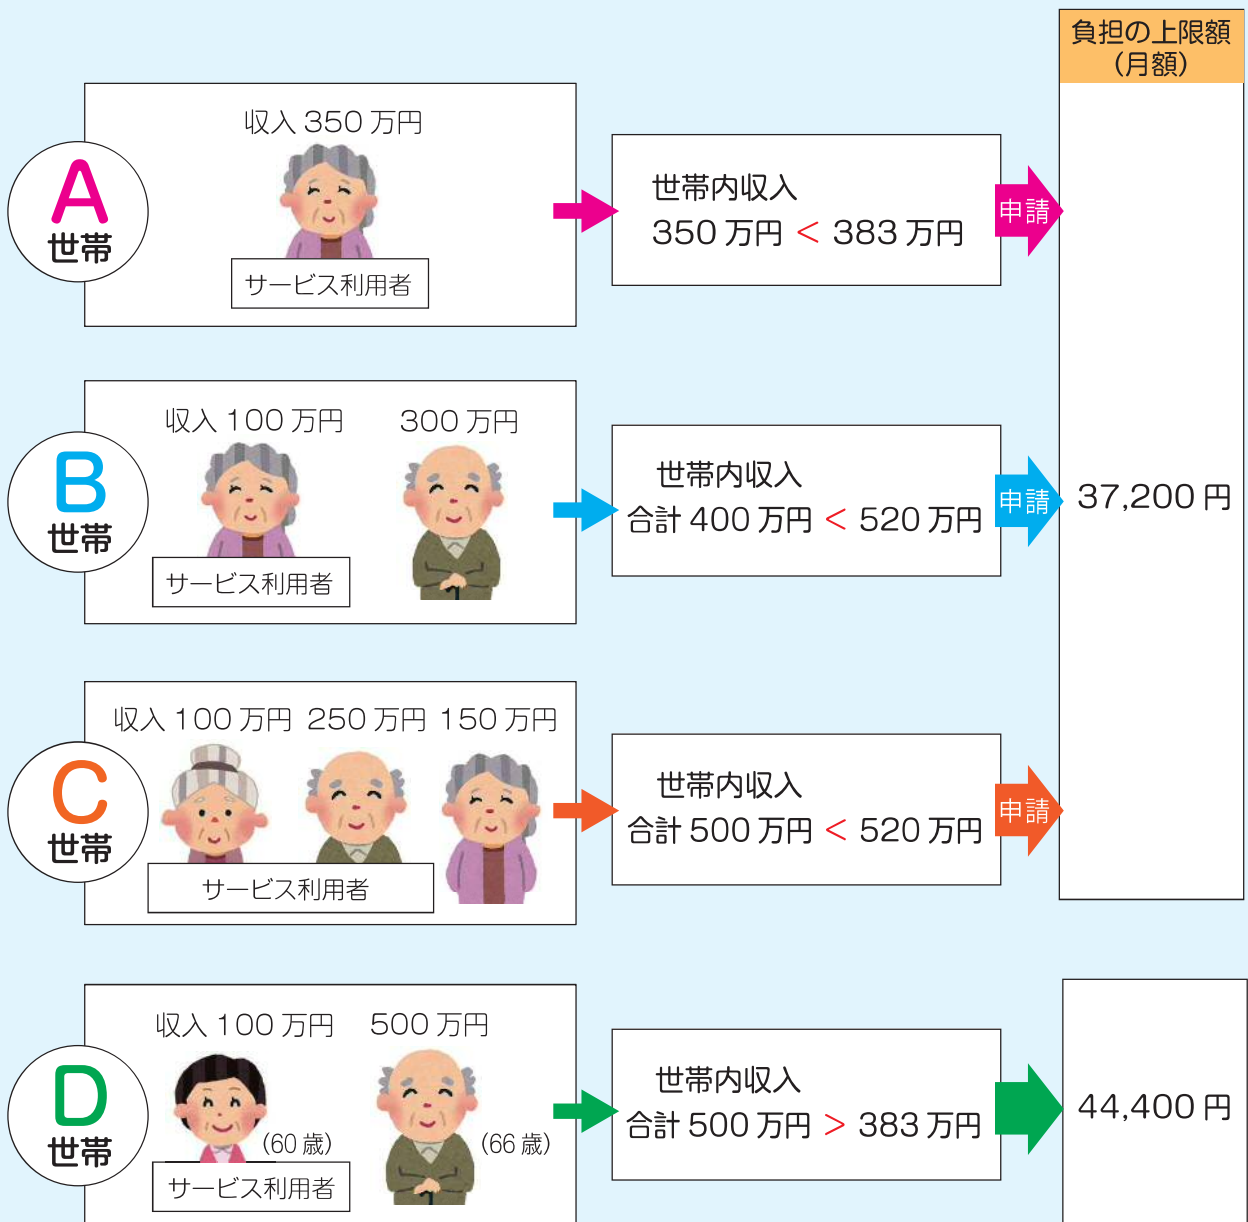 負担の上限額
（月額）
A
世帯
収入 350 万円
サービス利用者
世帯内収入
350 万円 < 383 万円
申請
B
世帯
収入 100 万円
300 万円
サービス利用者
世帯内収入
合計 400 万円 < 520 万円
申請
37,200 円
C
世帯
収入 100 万円 250 万円 150 万円
サービス利用者
世帯内収入
合計 500 万円 < 520 万円
申請
D
世帯
収入 100 万円
500 万円
（60 歳）
（66 歳）
サービス利用者
世帯内収入
合計 500 万円 > 383 万円
44,400 円